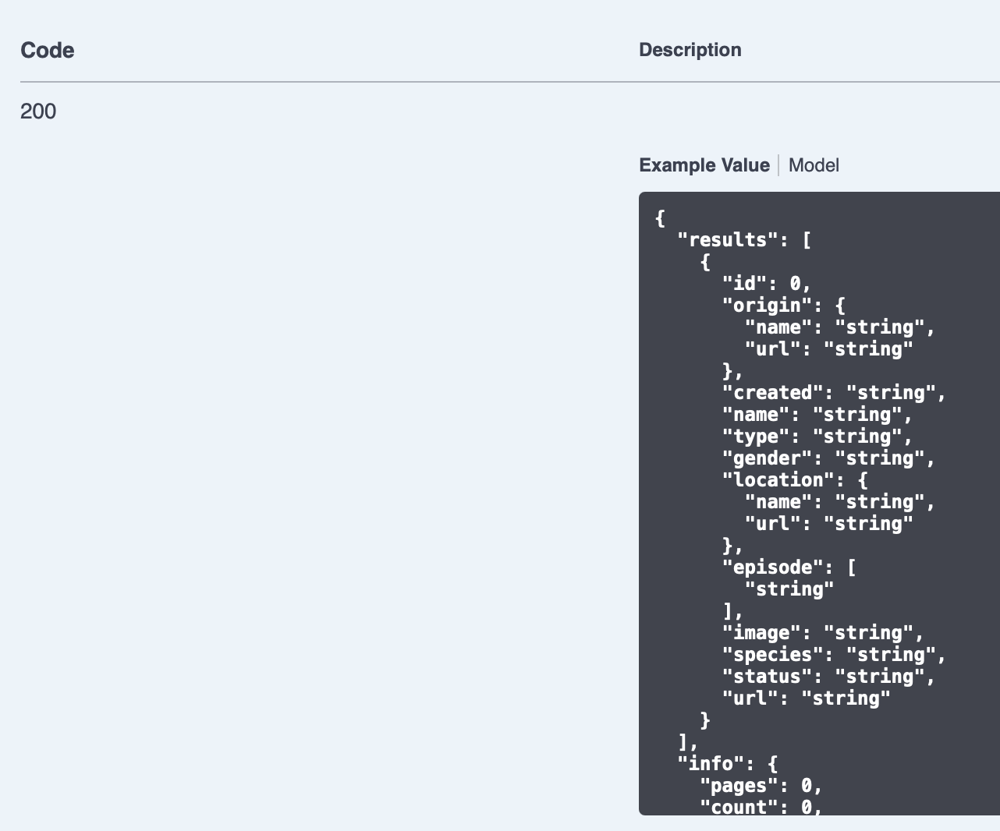 Code Description
200
Example Value Model
{
  "results": [
    {
      "id": 0,
      "origin": {
        "name": "string",
        "url": "string"
      },
      "created": "string",
      "name": "string",
      "type": "string",
      "gender": "string",
      "location": {
        "name": "string",
        "url": "string"
      },
      "episode": [
        "string"
      ],
      "image": "string",
      "species": "string",
      "status": "string",
      "url": "string"
    }
  ],
  "info": {
    "pages": 0,
    "count": 0,